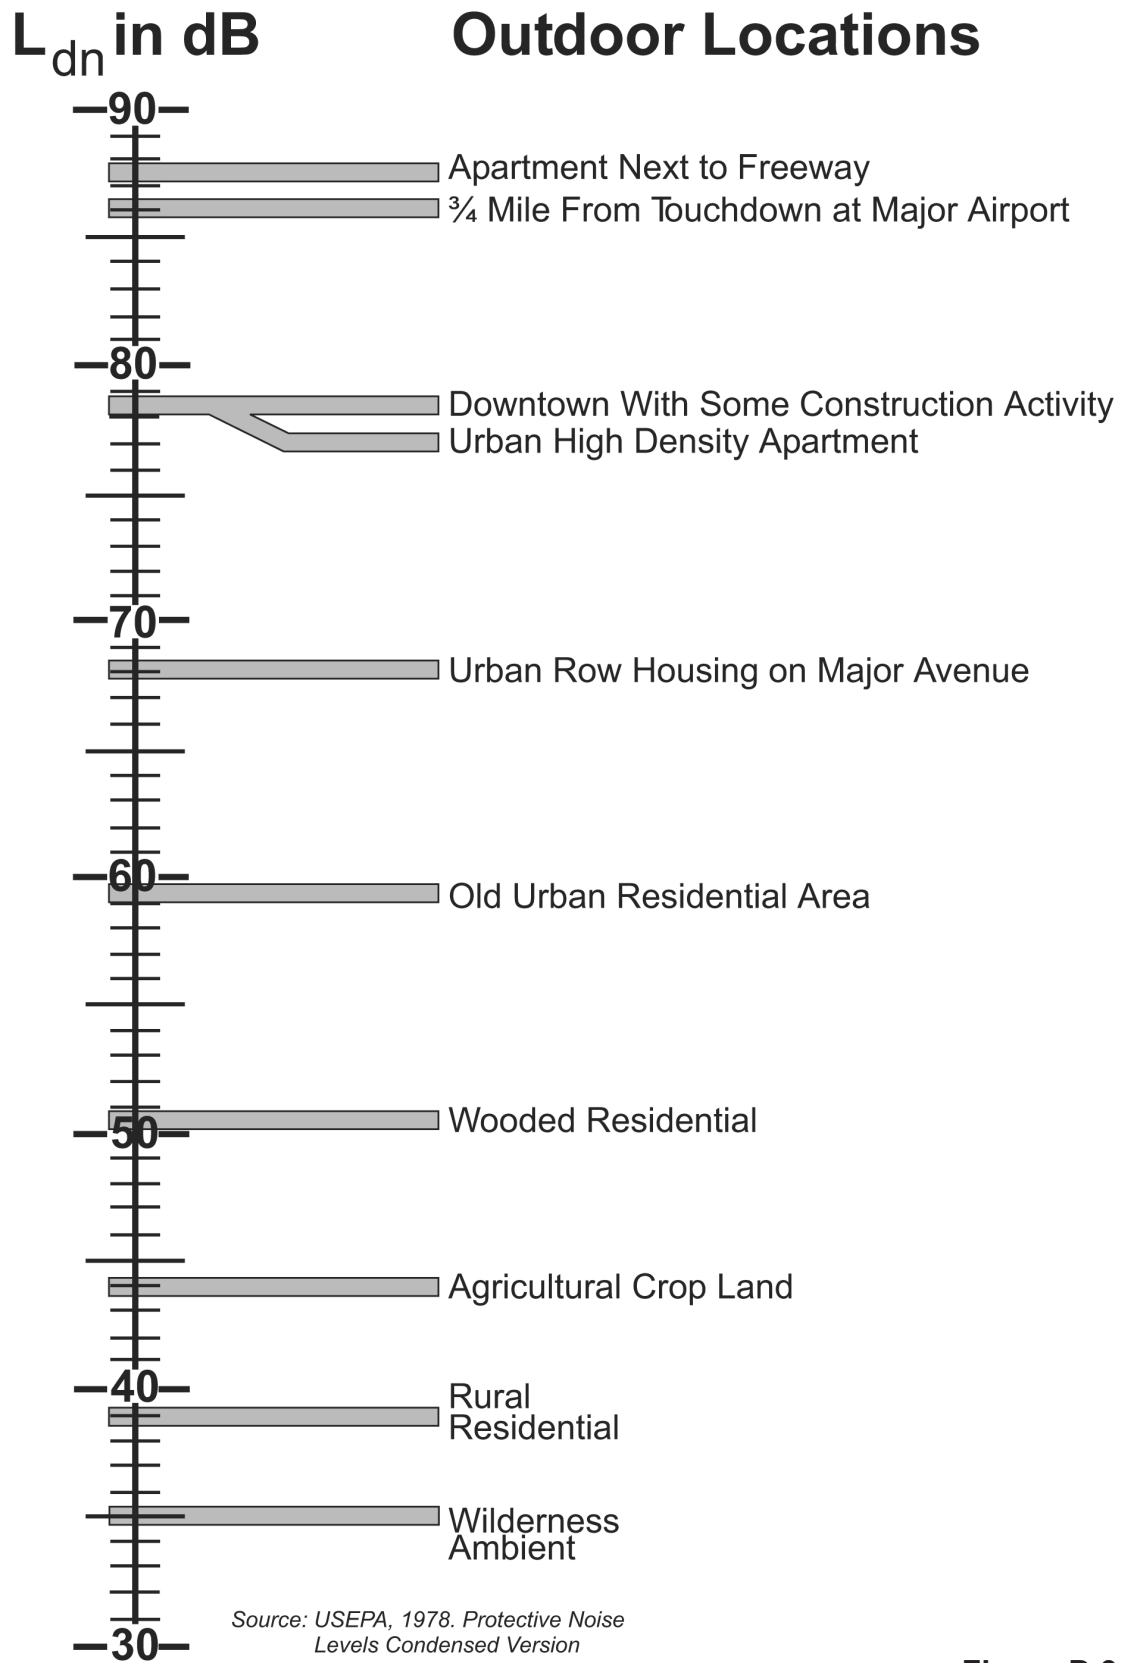 Ldn in dB Outdoor Locations
90
Apartment Next to Freeway
¾ Mile From Touchdown at Major Airport
80
Downtown With Some Construction Activity
Urban High Density Apartment
70
Urban Row Housing on Major Avenue
60
Old Urban Residential Area
Wooded Residential
50
Agricultural Crop Land
40
Rural
Residential
Wilderness
Ambient
Source: USEPA, 1978. Protective Noise
Levels Condensed Version
30